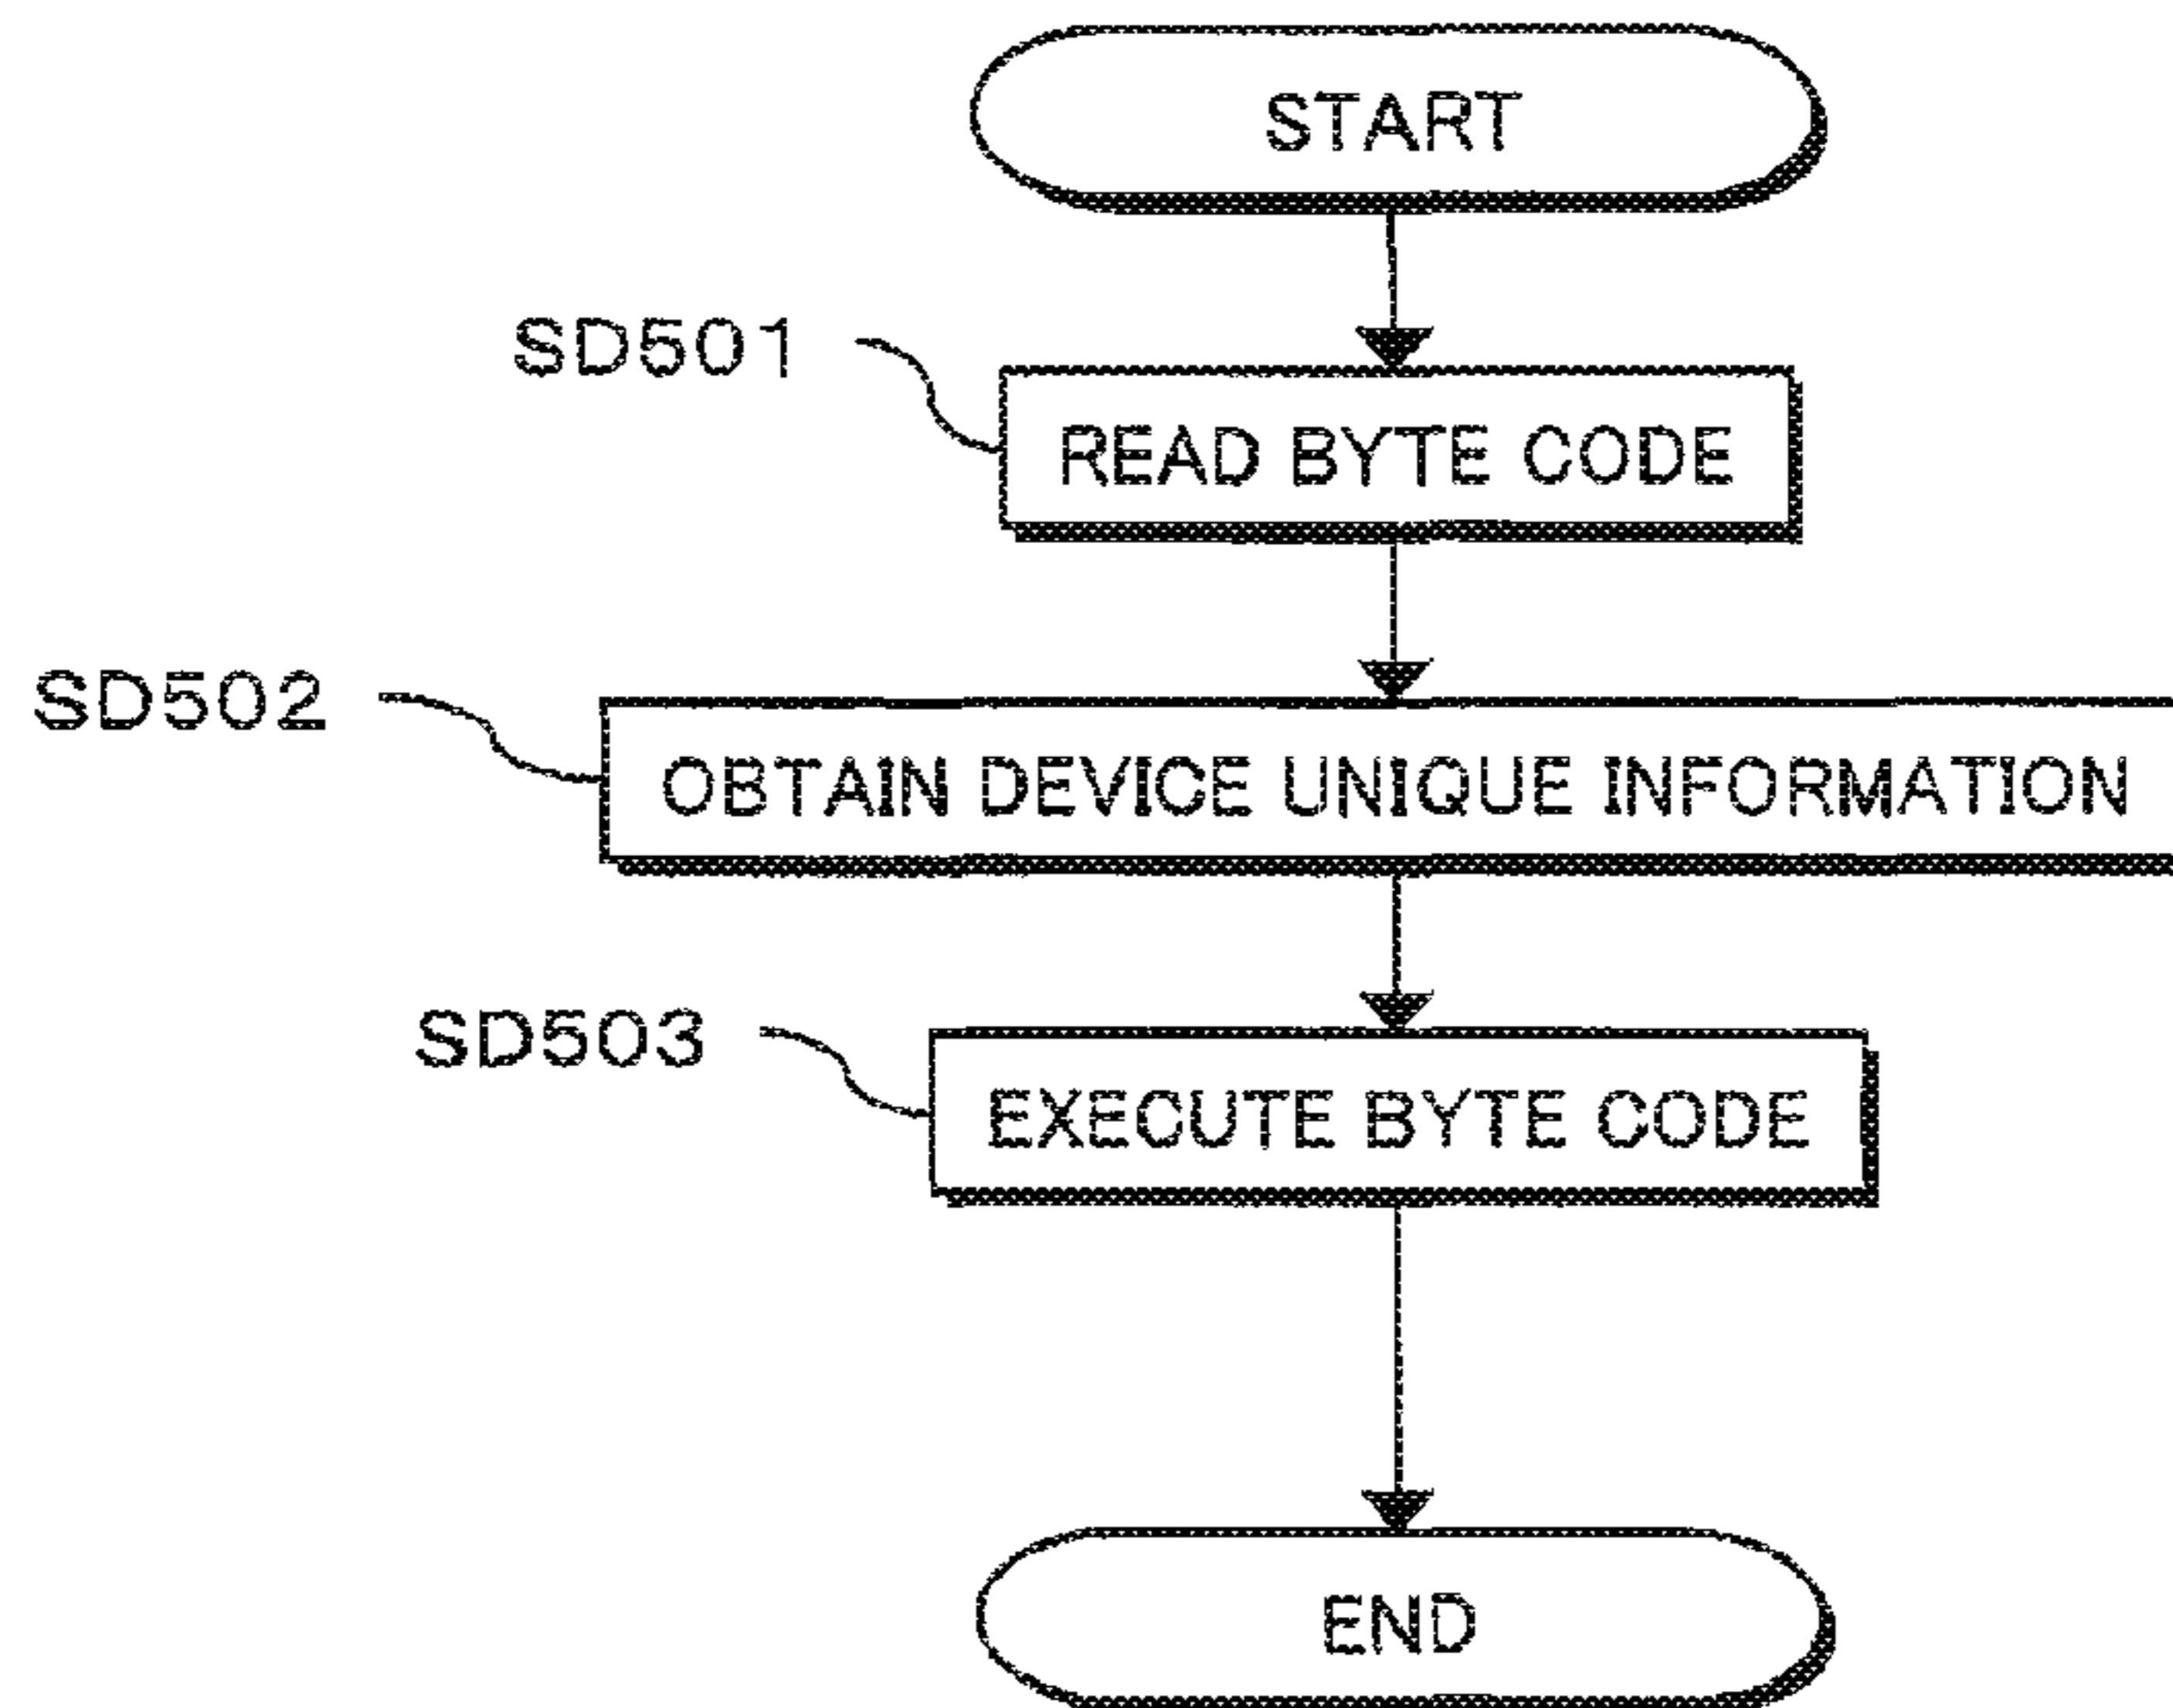 START
SD501
READ BYTE CODE
SD502
OBTAIN DEVICE UNIQUE INFORMATION
SD503
EXECUTE BYTE CODE
END